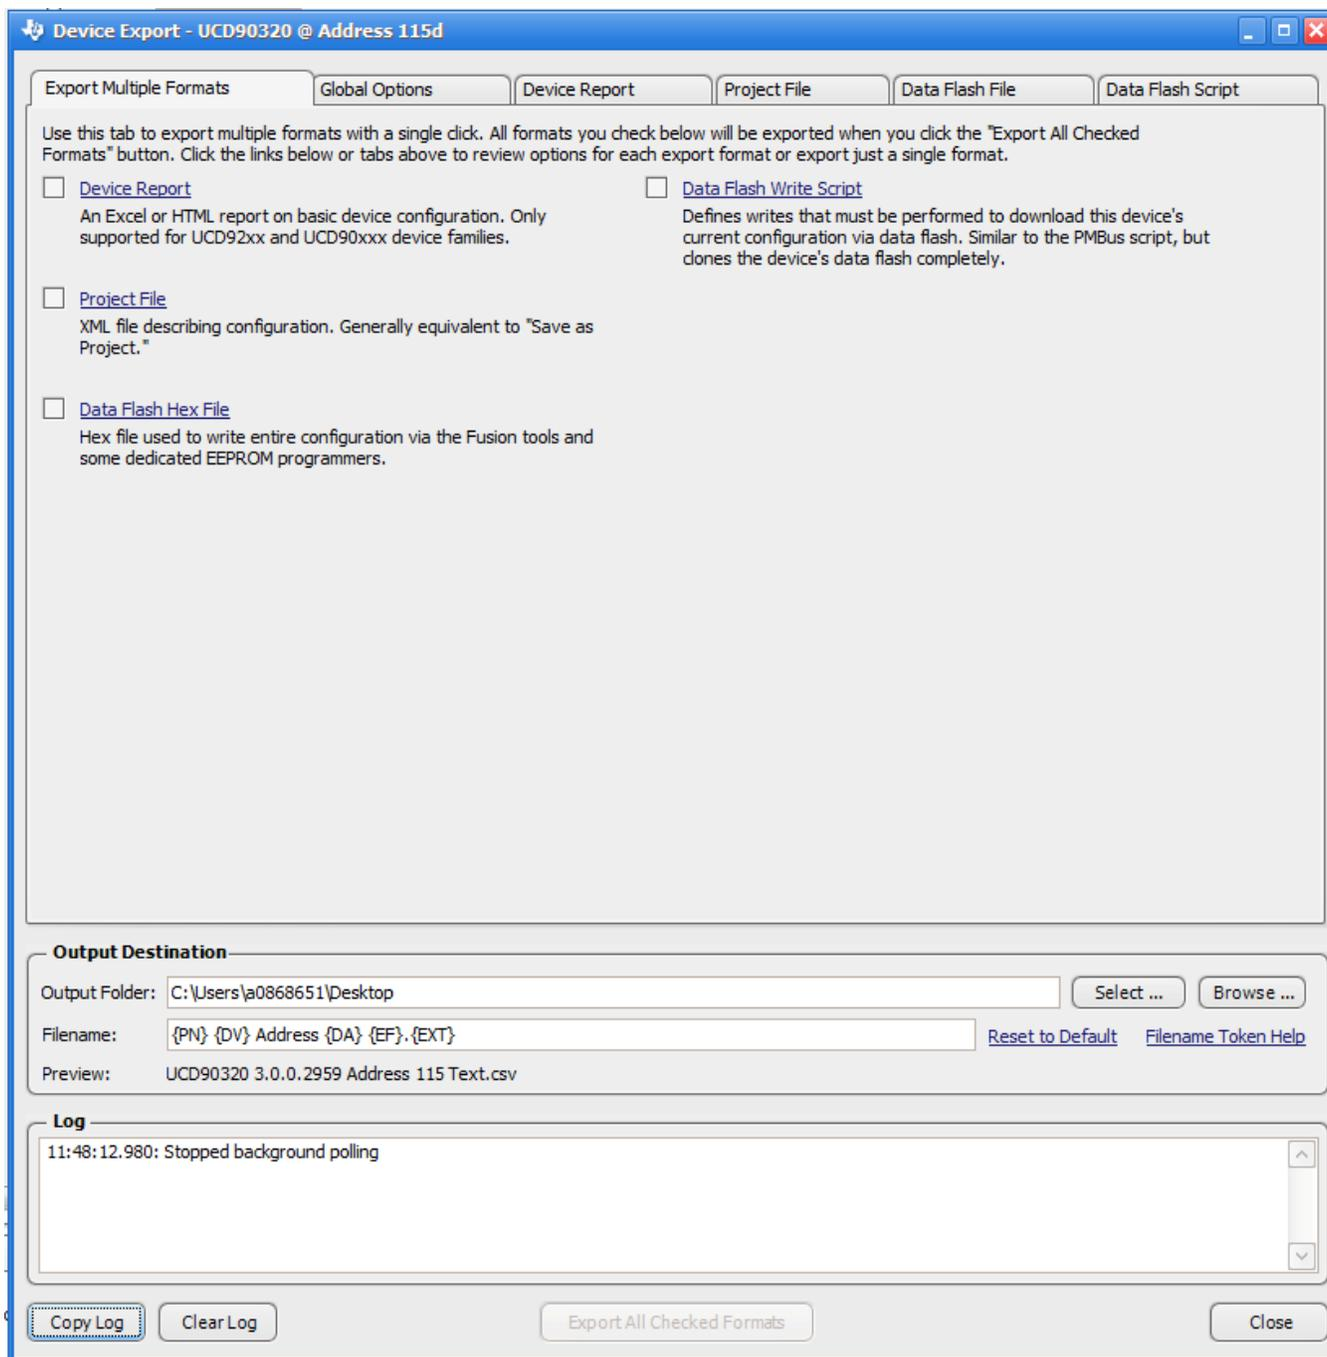 Device Export - UCD90320 @ Address 115d
Export Multiple Formats
Global Options
Device Report
Project File
Data Flash File
Data Flash Script
Use this tab to export multiple formats with a single click. All formats you check below will be exported when you click the "Export All Checked
Formats" button. Click the links below or tabs above to review options for each export format or export just a single format.
Device Report
An Excel or HTML report on basic device configuration. Only
supported for UCD92xx and UCD90xxx device families.
Project File
XML file describing configuration. Generally equivalent to "Save as
Project."
Data Flash Hex File
Hex file used to write entire configuration via the Fusion tools and
some dedicated EEPROM programmers.
Data Flash Write Script
Defines writes that must be performed to download this device's
current configuration via data flash. Similar to the PMBus script, but
clones the device's data flash completely.
Output Destination
Output Folder: C:\Users\a0868651\Desktop
Select ...
Browse ...
Filename: {PN} {DV} Address {DA} {EF}.{EXT}
Reset to Default
Filename Token Help
Preview: UCD90320 3.0.0.2959 Address 115 Text.csv
Log
11:48:12.980: Stopped background polling
Copy Log
Clear Log
Export All Checked Formats
Close